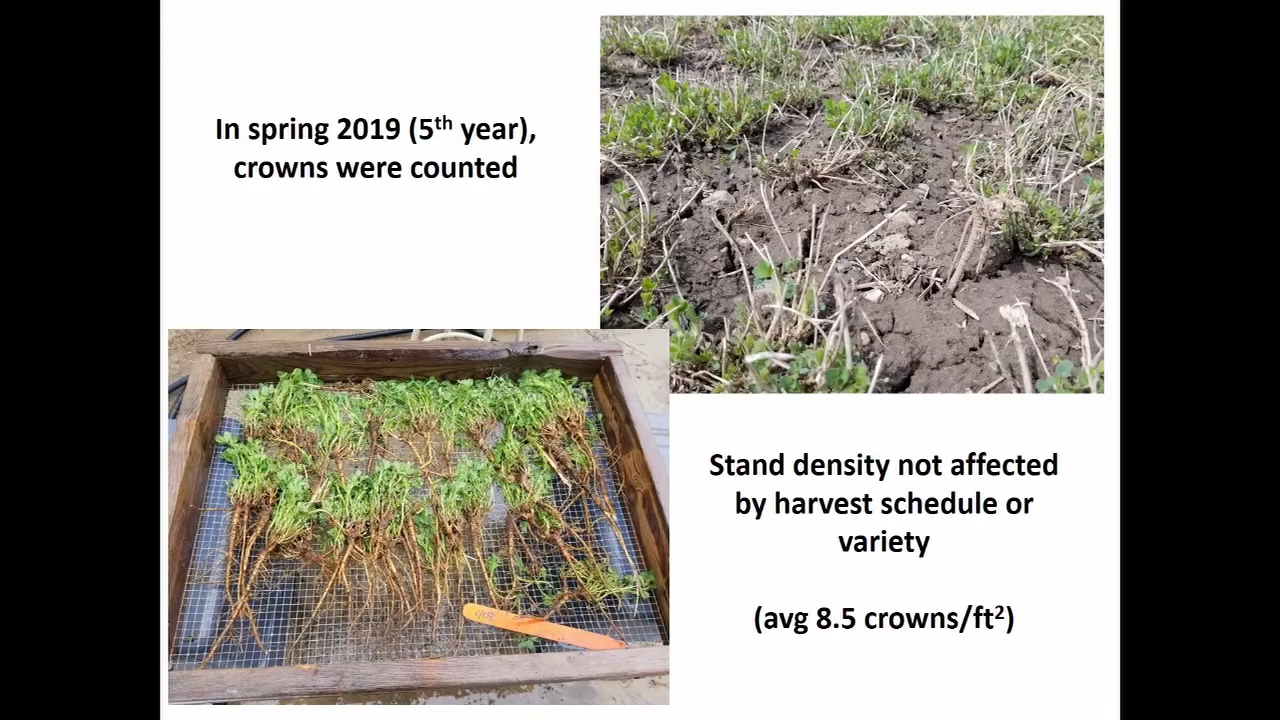 In spring 2019 (5th year),
crowns were counted
Stand density not affected
by harvest schedule or
variety
(avg 8.5 crowns/ft²)